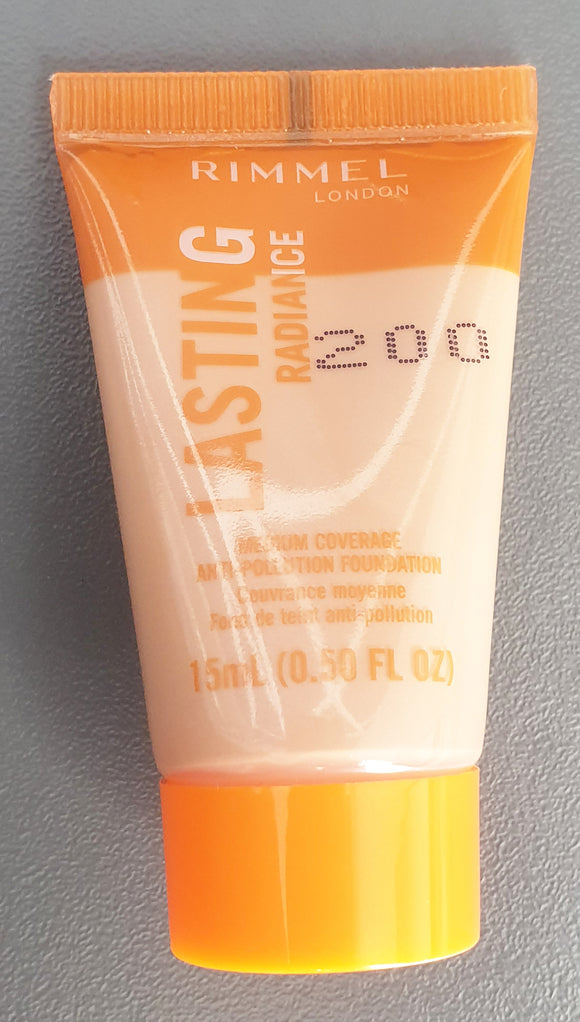 RIMMEL
LONDON
LASTING
RADIANCE
200
MEDIUM COVERAGE
ANTI-POLLUTION FOUNDATION
Couvrance moyenne
Fond de teint anti-pollution
15mL (0.50 FL OZ)